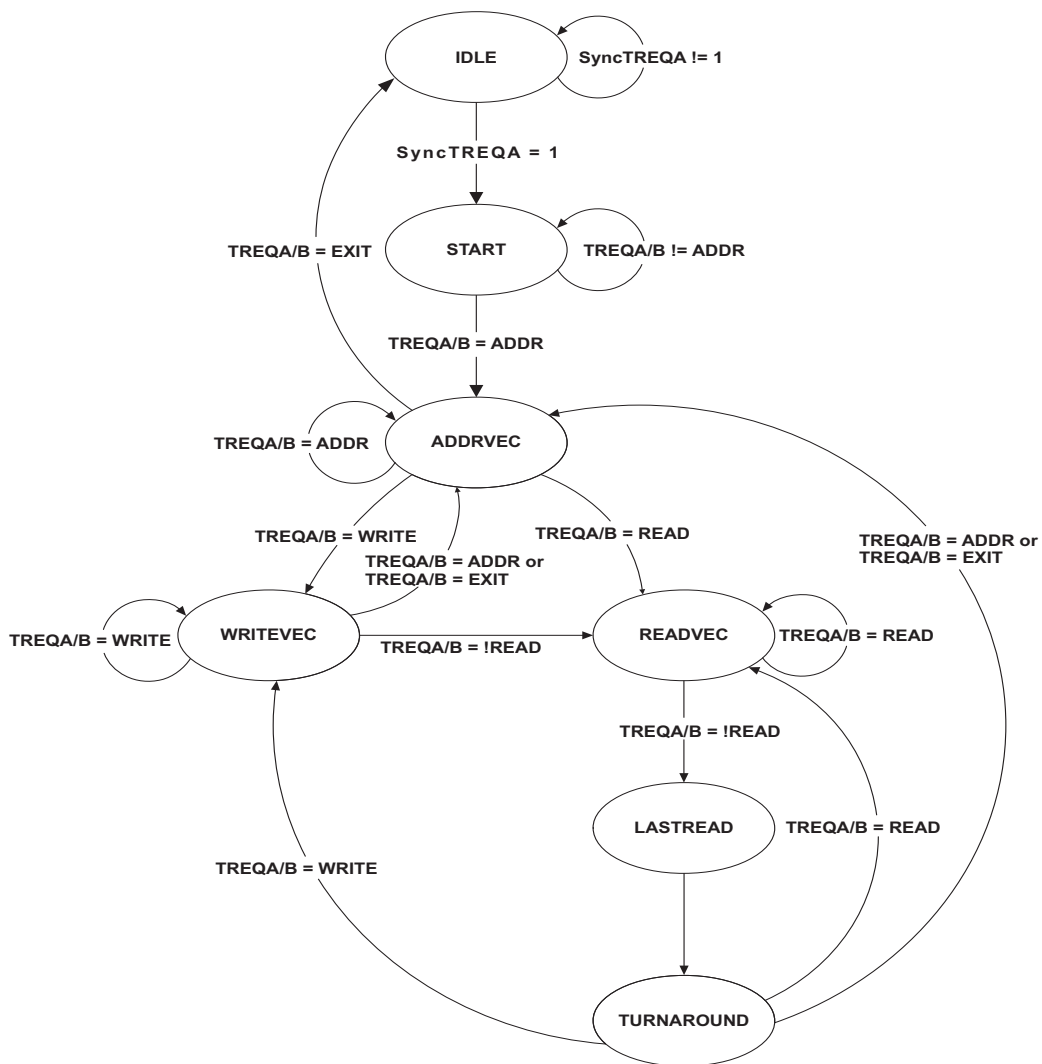 IDLE
SyncTREQA != 1
SyncTREQA = 1
START
TREQA/B = EXIT
TREQA/B != ADDR
TREQA/B = ADDR
ADDRVEC
TREQA/B = ADDR
TREQA/B = WRITE
TREQA/B = READ
TREQA/B = ADDR or
TREQA/B = EXIT
TREQA/B = ADDR or
TREQA/B = EXIT
WRITEVEC
READVEC
TREQA/B = WRITE
TREQA/B = !READ
TREQA/B = READ
TREQA/B = !READ
LASTREAD
TREQA/B = READ
TREQA/B = WRITE
TURNAROUND